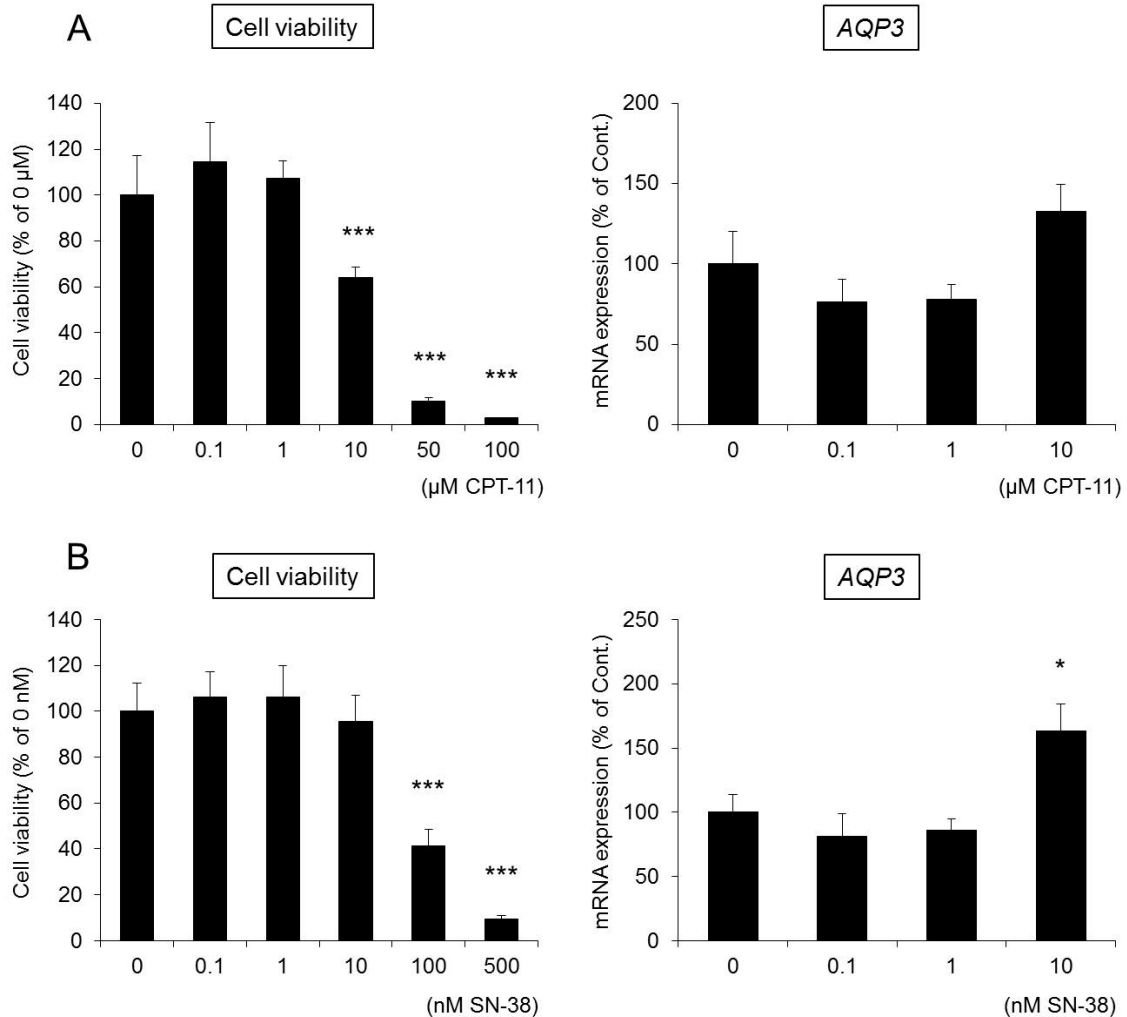 A
Cell viability
AQP3
Cell viability (% of 0 µM)
140
120
100
80
60
40
20
0
***
***
***
0 0.1 1 10 50 100
(µM CPT-11)
mRNA expression (% of Cont.)
200
150
100
50
0
0 0.1 1 10
(µM CPT-11)
B
Cell viability
AQP3
Cell viability (% of 0 nM)
140
120
100
80
60
40
20
0
***
***
0 0.1 1 10 100 500
(nM SN-38)
mRNA expression (% of Cont.)
250
200
150
100
50
0
*
0 0.1 1 10
(nM SN-38)